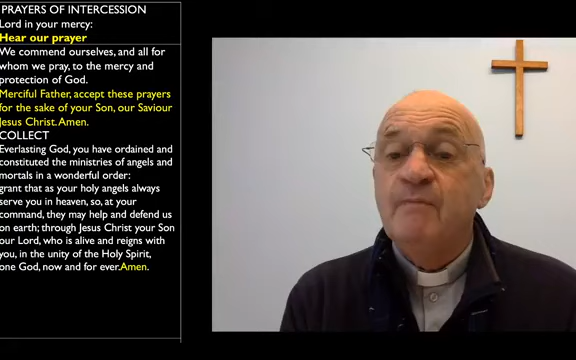 PRAYERS OF INTERCESSION
Lord in your mercy:
Hear our prayer
We commend ourselves, and all for
whom we pray, to the mercy and
protection of God.
Merciful Father, accept these prayers
for the sake of your Son, our Saviour
Jesus Christ. Amen.
COLLECT
Everlasting God, you have ordained and
constituted the ministries of angels and
mortals in a wonderful order:
grant that as your holy angels always
serve you in heaven, so, at your
command, they may help and defend us
on earth; through Jesus Christ your Son
our Lord, who is alive and reigns with
you, in the unity of the Holy Spirit,
one God, now and for ever.Amen.